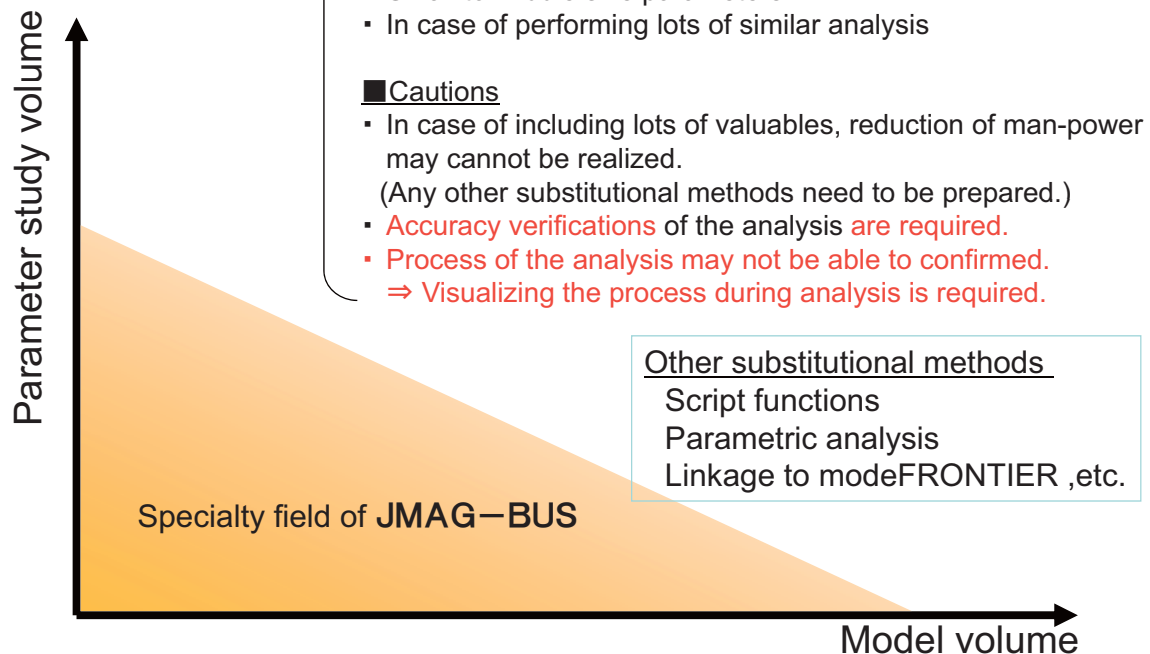 Parameter study volume
▪ In case of performing lots of similar analysis
■Cautions
▪ In case of including lots of valuables, reduction of man-power
may cannot be realized.
(Any other substitutional methods need to be prepared.)
▪ Accuracy verifications of the analysis are required.
▪ Process of the analysis may not be able to confirmed.
⇒ Visualizing the process during analysis is required.
Other substitutional methods
Script functions
Parametric analysis
Linkage to modeFRONTIER ,etc.
Specialty field of JMAG－BUS
Model volume